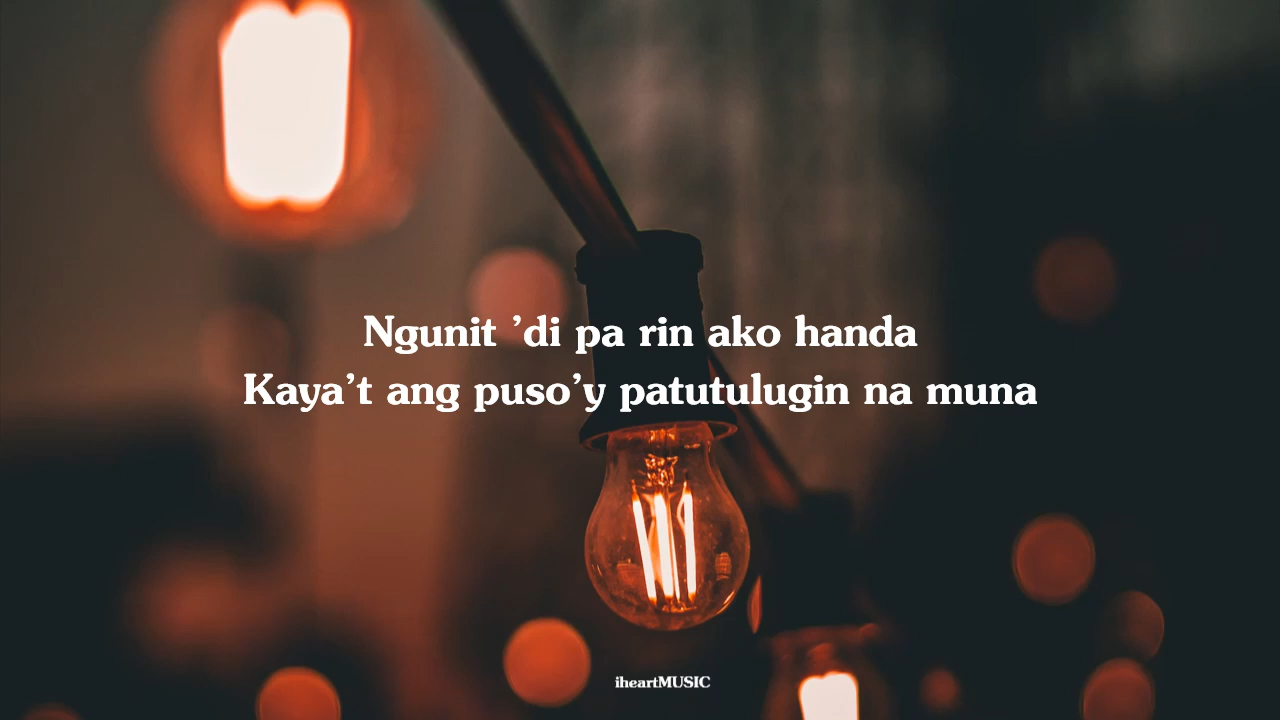 Ngunit ’di pa rin ako handa
Kaya’t ang puso’y patutulugin na muna
iheartMUSIC